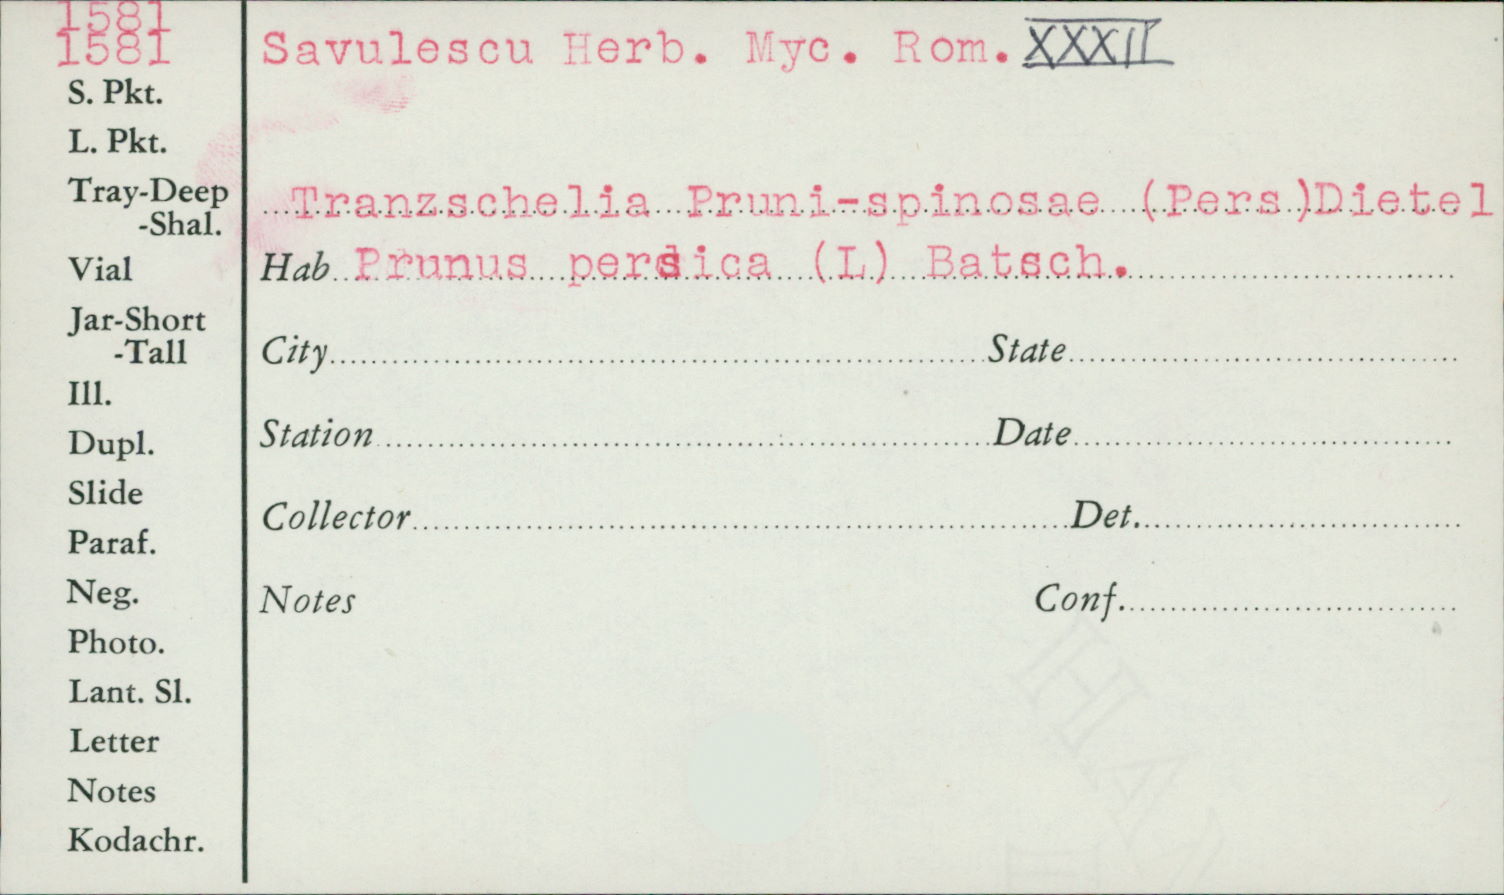 1581
1581
Savulescu Herb. Myc. Rom. XXXII
S. Pkt.
L. Pkt.
Tray-Deep
-Shal.
Tranzschelia Pruni-spinosae (Pers.)Dietel
Vial
Hab Prunus persica (L) Batsch.
Jar-Short
-Tall
City
State
Ill.
Dupl.
Station
Date
Slide
Collector
Det.
Paraf.
Neg.
Notes
Conf.
Photo.
Lant. Sl.
Letter
Notes
Kodachr.